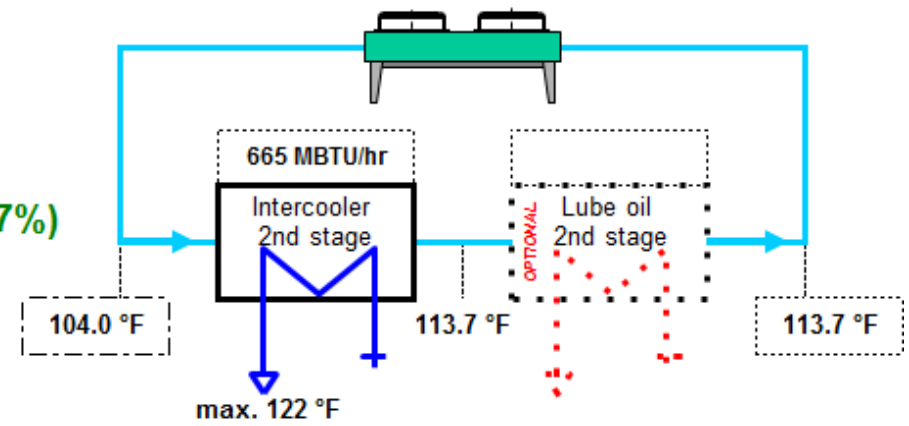 665 MBTU/hr
7%)
Intercooler
2nd stage
OPTIONAL
Lube oil
2nd stage
104.0 °F
113.7 °F
113.7 °F
max. 122 °F